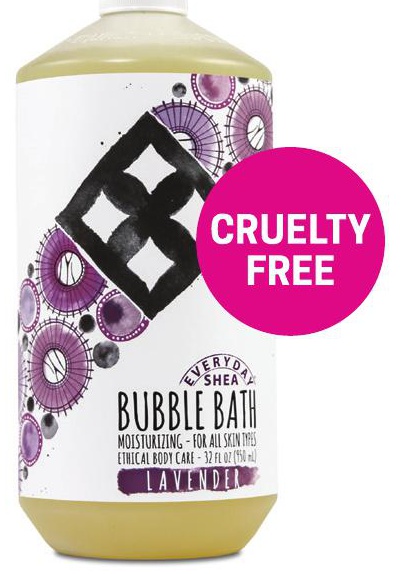 CRUELTY
FREE
EVERYDAY
SHEA
BUBBLE BATH
MOISTURIZING - FOR ALL SKIN TYPES
ETHICAL BODY CARE - 32 fl oz (950 mL)
LAVENDER